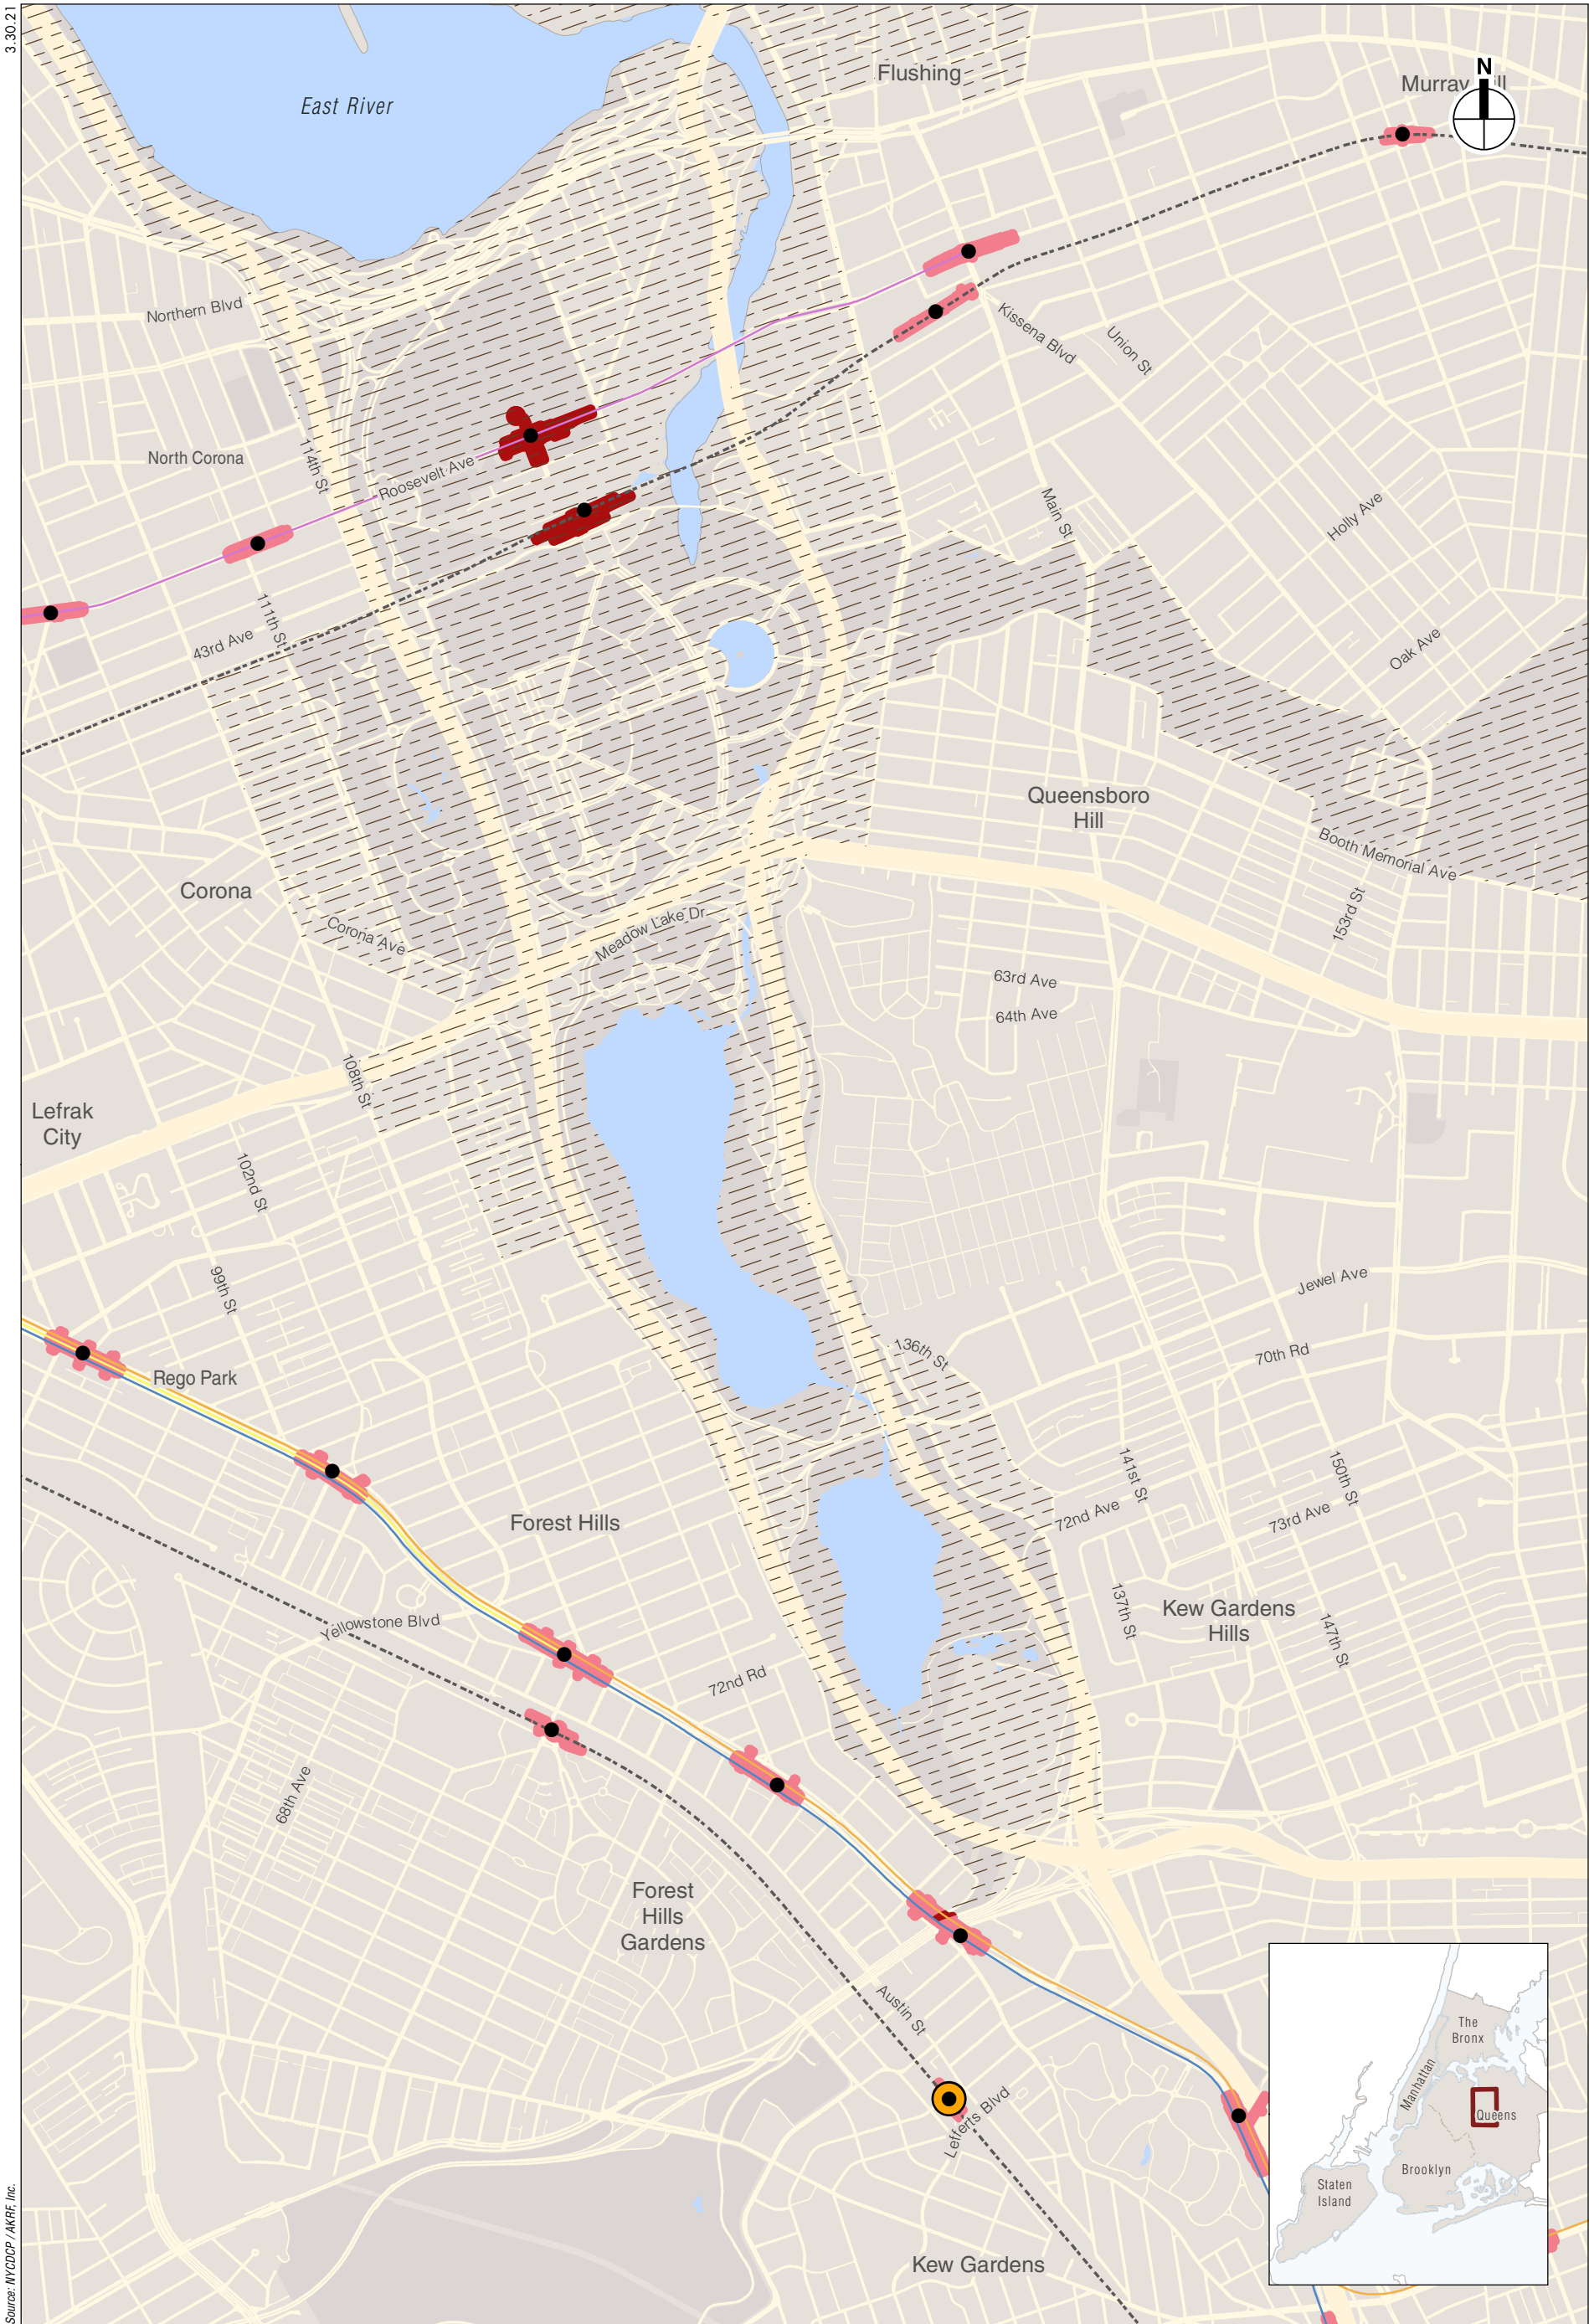 3.30.21
East River
Flushing
Murray
N
Northern Blvd
Kissena Blvd
Union St
North Corona
114th St
Roosevelt Ave
Main St
Holly Ave
111th St
43rd Ave
Oak Ave
Queensboro
Hill
Booth Memorial Ave
Corona
153rd St
Corona Ave
Meadow Lake Dr
63rd Ave
64th Ave
108th St
Lefrak
City
102nd St
99th St
Jewel Ave
136th St
70th Rd
Rego Park
141st St
150th St
72nd Ave
73rd Ave
Forest Hills
137th St
Kew Gardens
Hills
147th St
Yellowstone Blvd
72nd Rd
68th Ave
Forest
Hills
Gardens
Austin St
Lefferts Blvd
Kew Gardens
The
Bronx
Manhattan
Queens
Brooklyn
Staten
Island
Source: NYCDCP / AKRF, Inc.